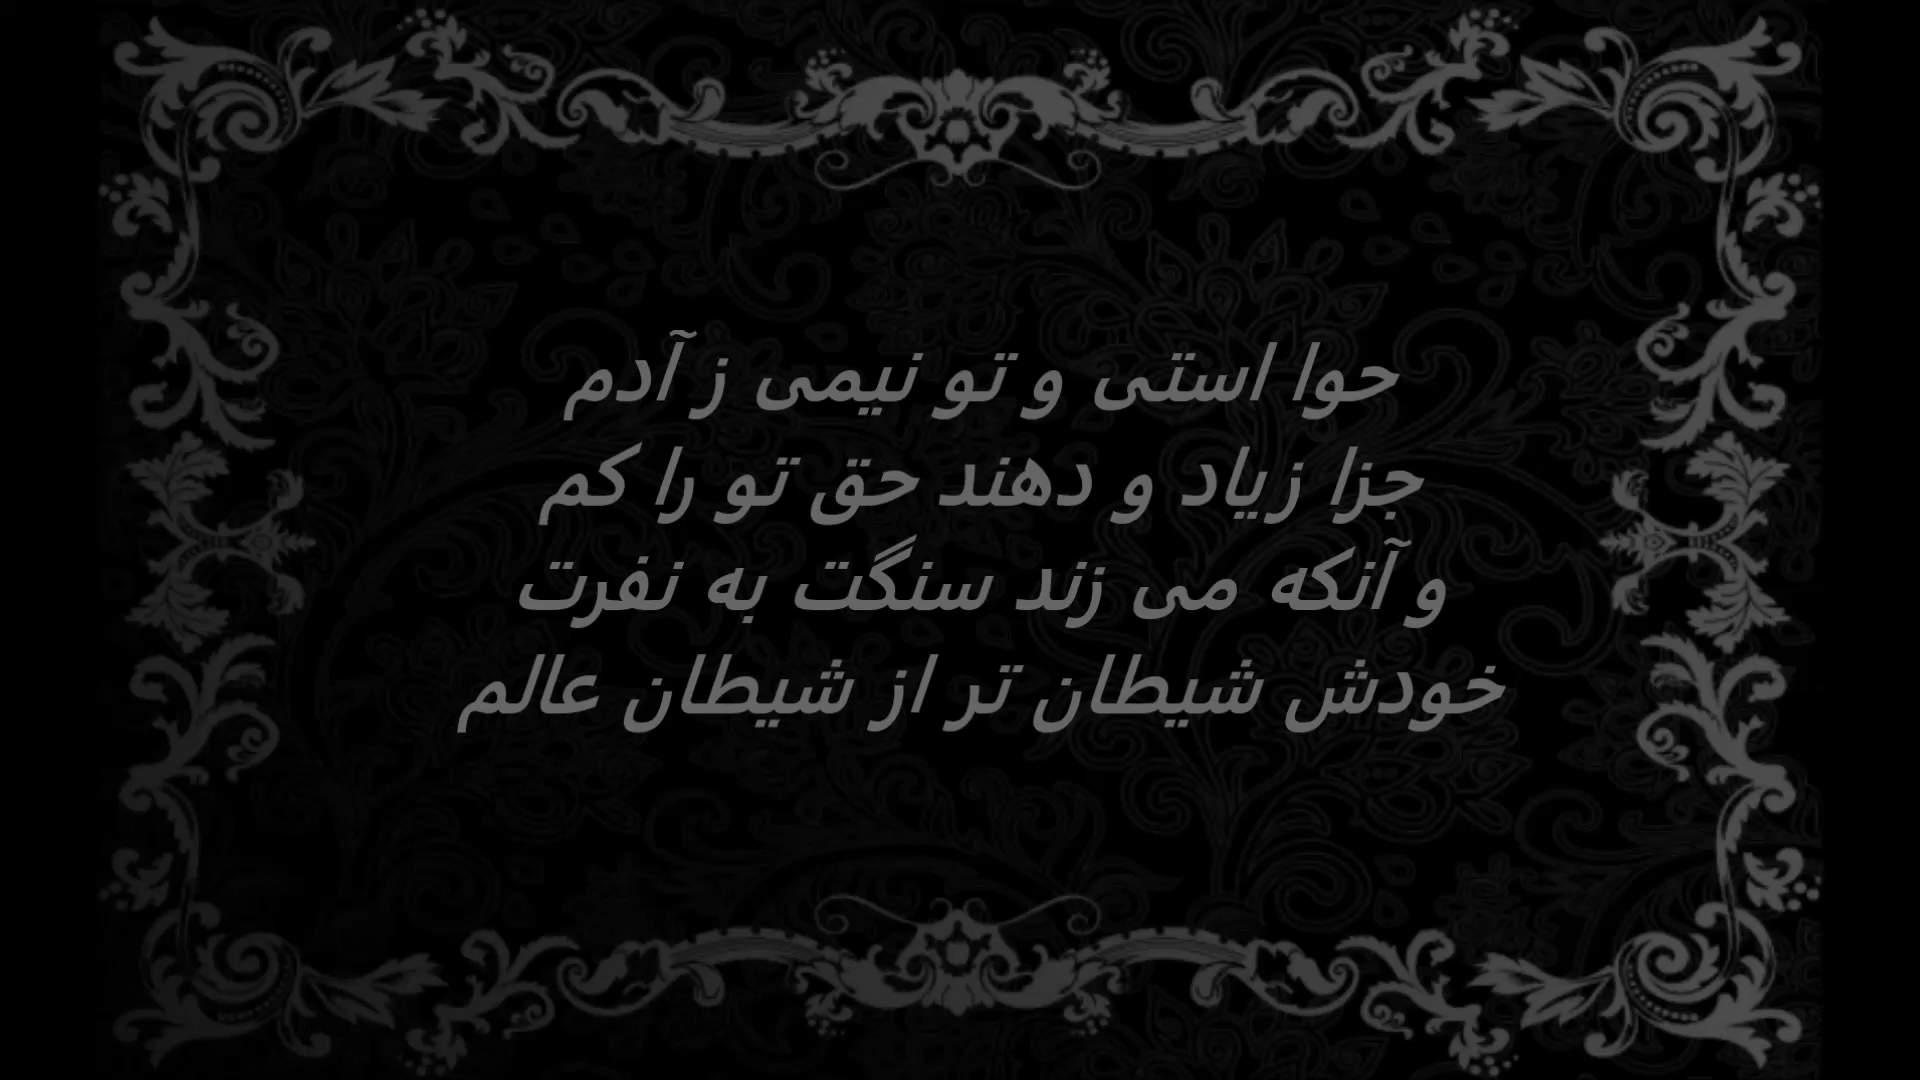 حوا استی و تو نیمی ز آدم
جزا زیاد و دهند حق تو را کم
و آنکه می زند سنگت به نفرت
خودش شیطان تر از شیطان عالم